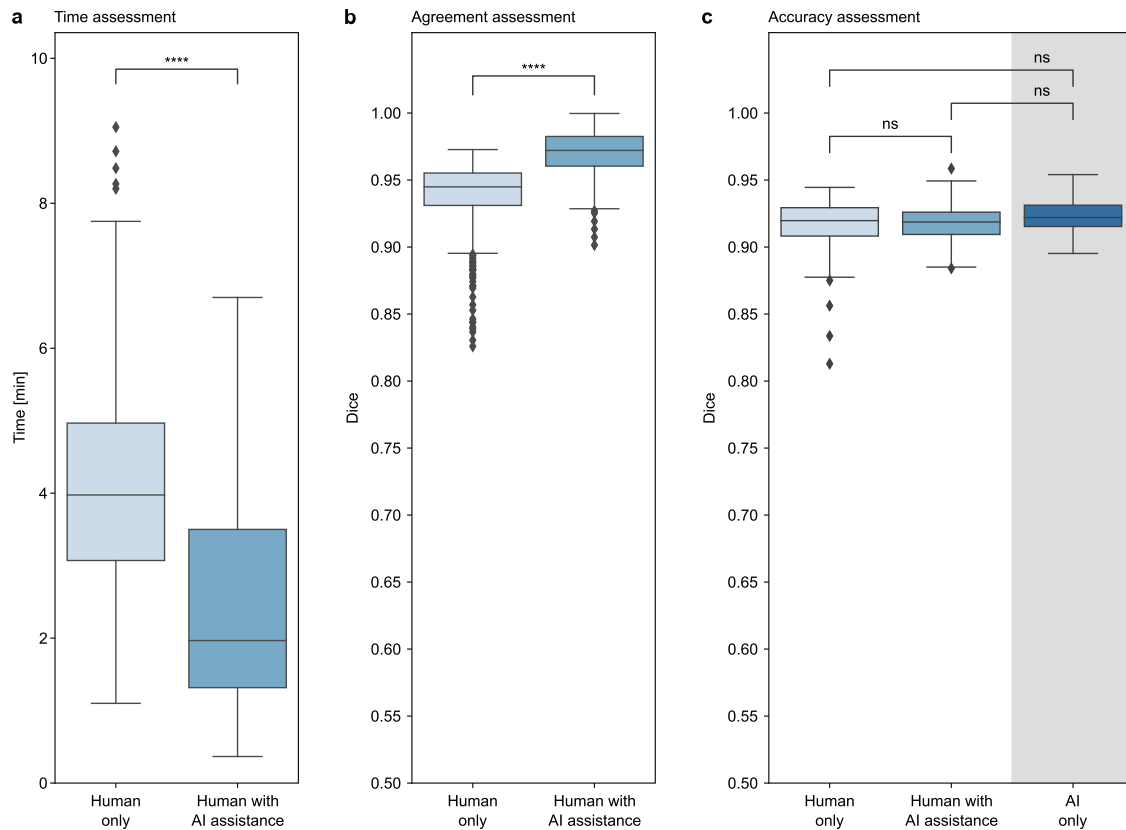 a Time assessment
10
8
6
4
2
0
Time [min]
****
Human
only
Human with
AI assistance
b Agreement assessment
1.00
0.95
0.90
0.85
0.80
0.75
0.70
0.65
0.60
0.55
0.50
Dice
****
Human
only
Human with
AI assistance
c Accuracy assessment
1.00
0.95
0.90
0.85
0.80
0.75
0.70
0.65
0.60
0.55
0.50
Dice
ns
ns
ns
Human
only
Human with
AI assistance
AI
only